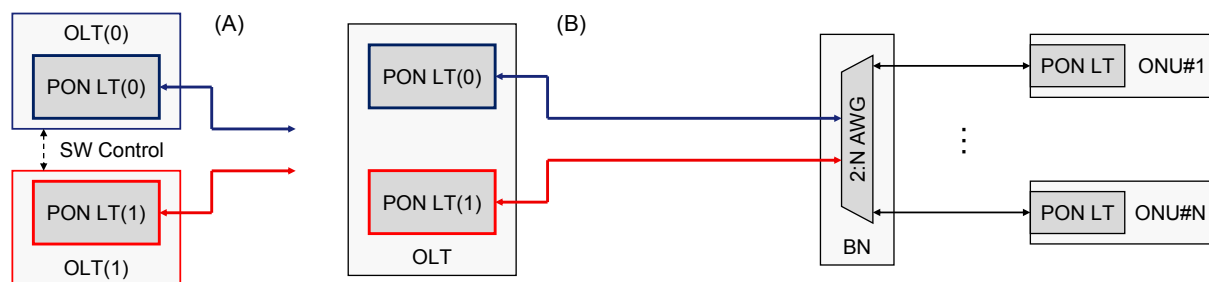 OLT(0)
(A)
PON LT(0)
SW Control
PON LT(1)
OLT(1)
(B)
PON LT(0)
PON LT(1)
OLT
2:N AWG
BN
PON LT
ONU#1
⋮
PON LT
ONU#N